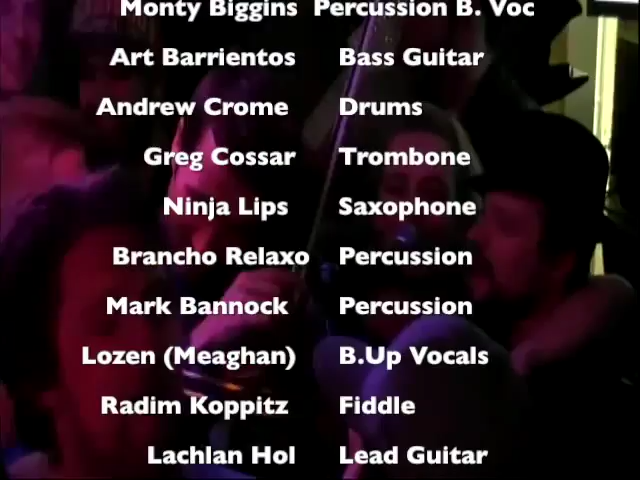 Monty Biggins Percussion B. Voc
Art Barrientos Bass Guitar
Andrew Crome Drums
Greg Cossar Trombone
Ninja Lips Saxophone
Brancho Relaxo Percussion
Mark Bannock Percussion
Lozen (Meaghan) B.Up Vocals
Radim Koppitz Fiddle
Lachlan Hol Lead Guitar